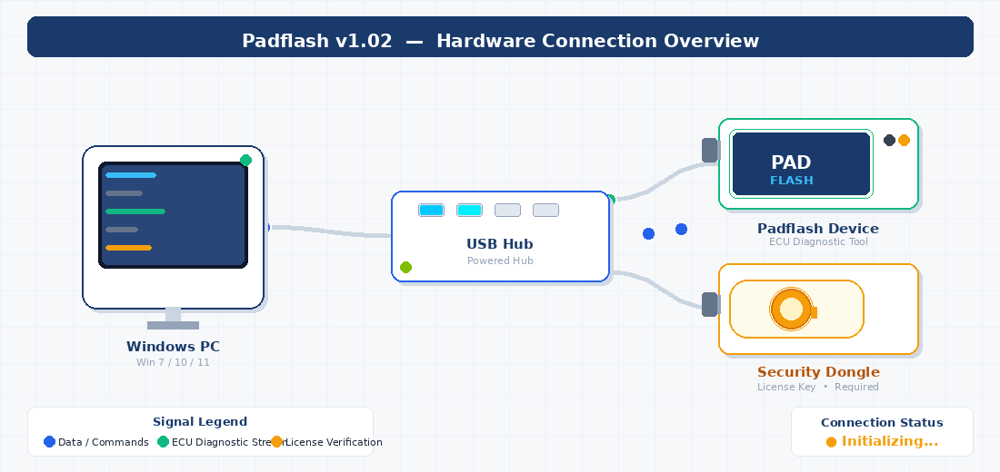 Padflash v1.02 — Hardware Connection Overview
PAD
FLASH
USB Hub
Powered Hub
Padflash Device
ECU Diagnostic Tool
Windows PC
Win 7 / 10 / 11
Security Dongle
License Key • Required
Signal Legend
Data / Commands
ECU Diagnostic Stream
License Verification
Connection Status
Initializing...